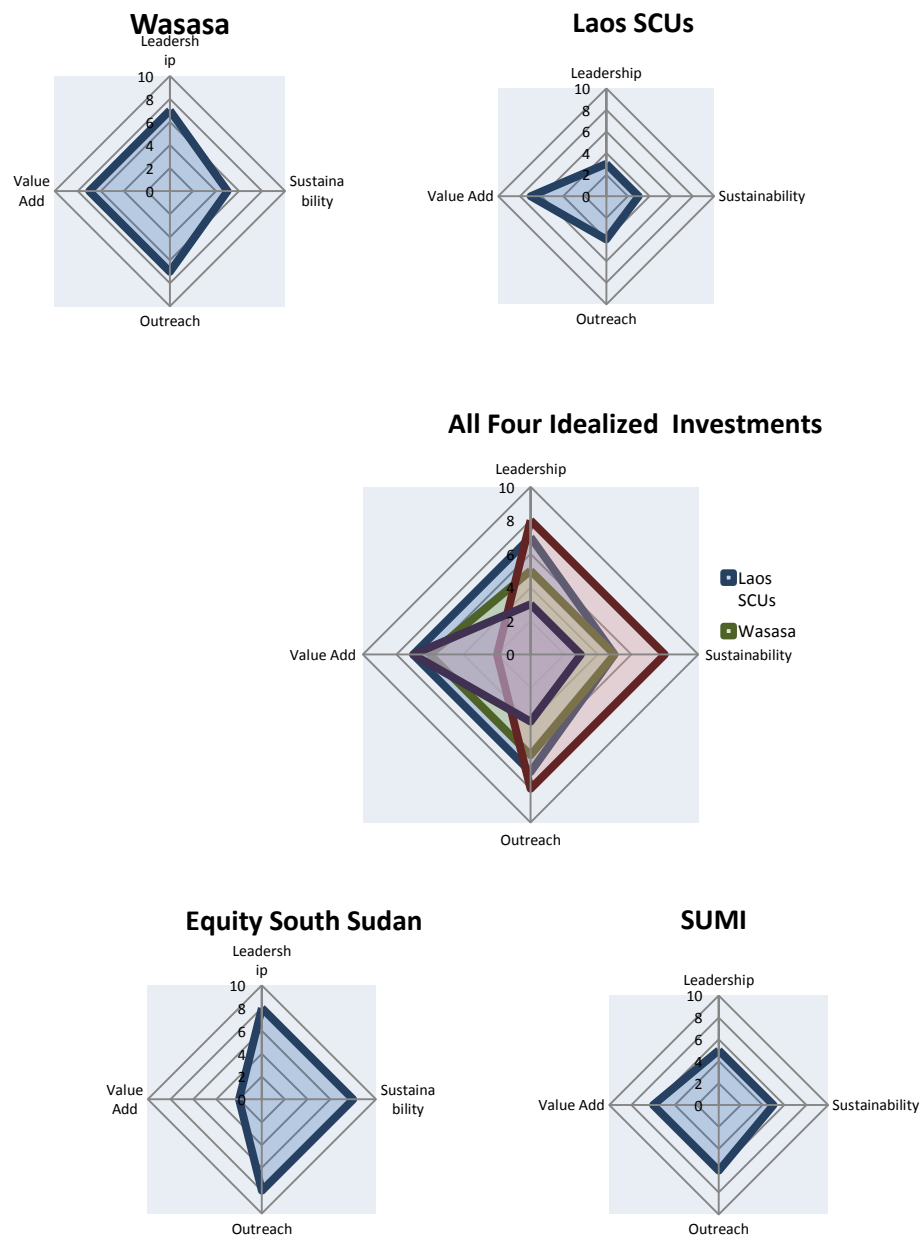 Wasasa
Leadersh
ip
10
8
6
4
2
0
Value
Add
Sustaina
bility
Outreach
Laos SCUs
Leadership
10
8
6
4
2
0
Value Add
Sustainability
Outreach
All Four Idealized  Investments
Leadership
10
8
6
4
2
0
Value Add
Sustainability
Outreach
Laos
SCUs
Wasasa
Equity South Sudan
Leadersh
ip
10
8
6
4
2
0
Value
Add
Sustaina
bility
Outreach
SUMI
Leadership
10
8
6
4
2
0
Value Add
Sustainability
Outreach